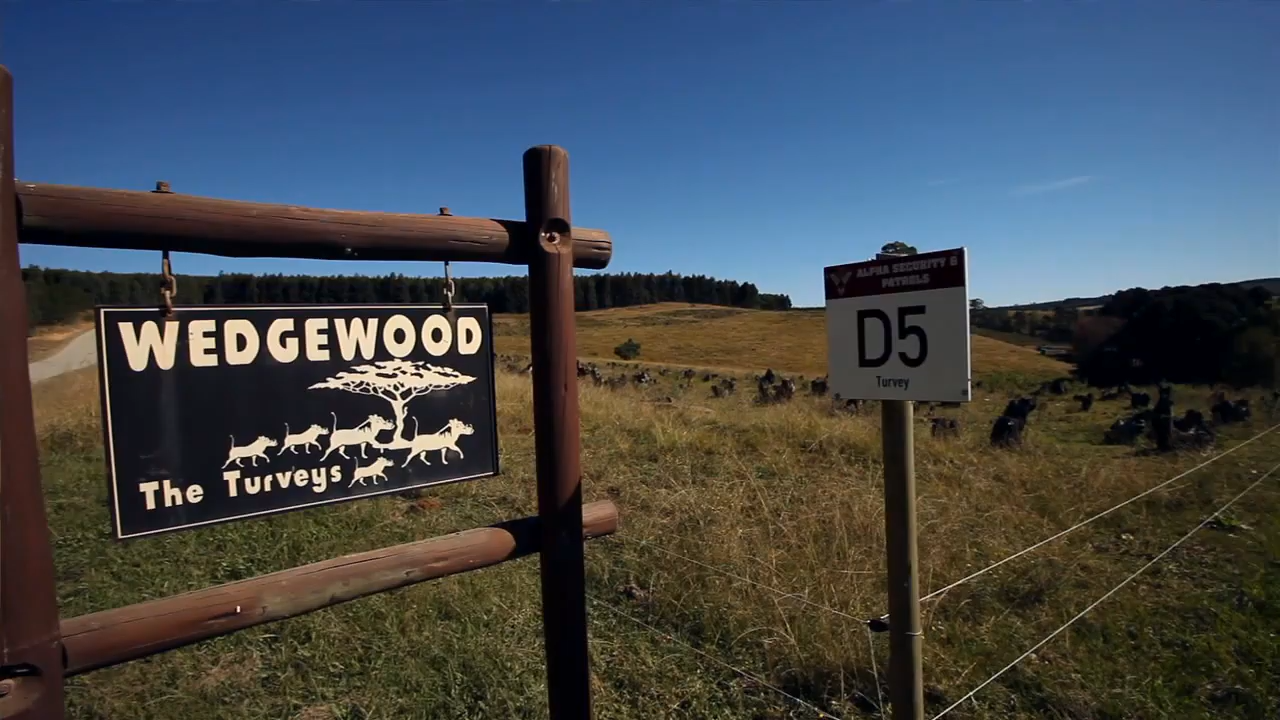 WEDGEWOOD
The Turveys
ALPHA SECURITY &
PATROLS
D5
Turvey